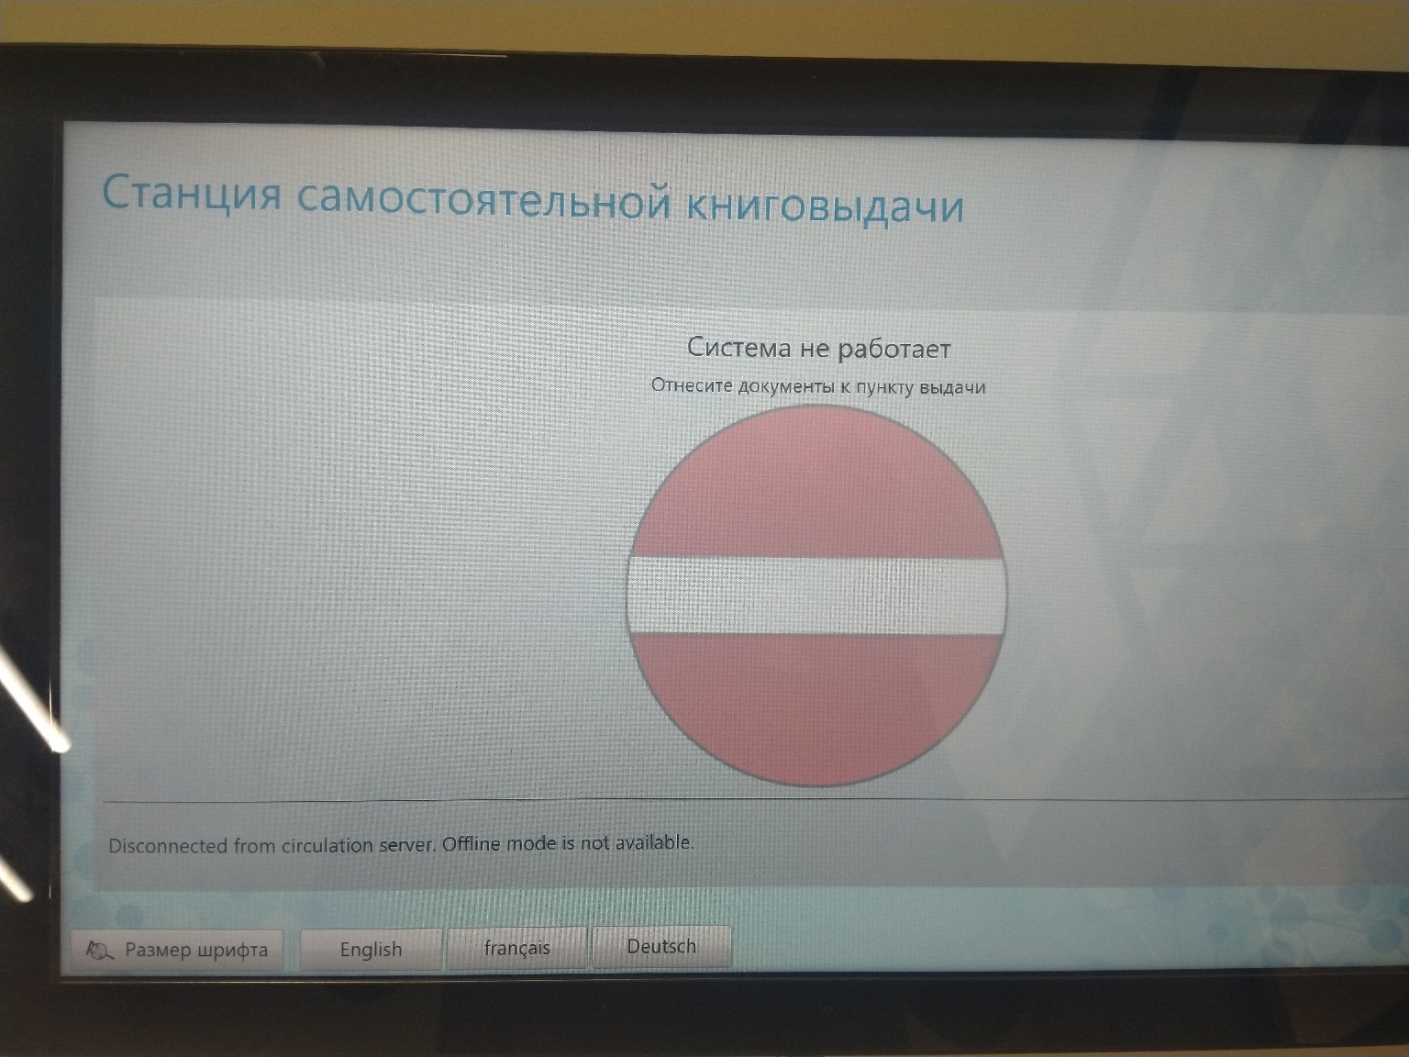 Станция самостоятельной книговыдачи
Система не работает
Отнесите документы к пункту выдачи
Disconnected from circulation server. Offline mode is not available.
Размер шрифта
English
français
Deutsch